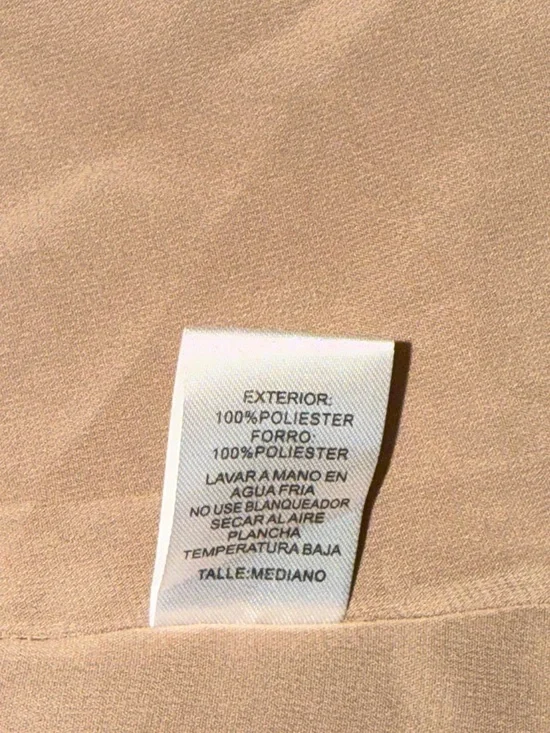 EXTERIOR:
100%POLIESTER
FORRO:
100%POLIESTER
LAVAR A MANO EN
AGUA FRIA
NO USE BLANQUEADOR
SECAR AL AIRE
PLANCHA
TEMPERATURA BAJA
TALLE:MEDIANO